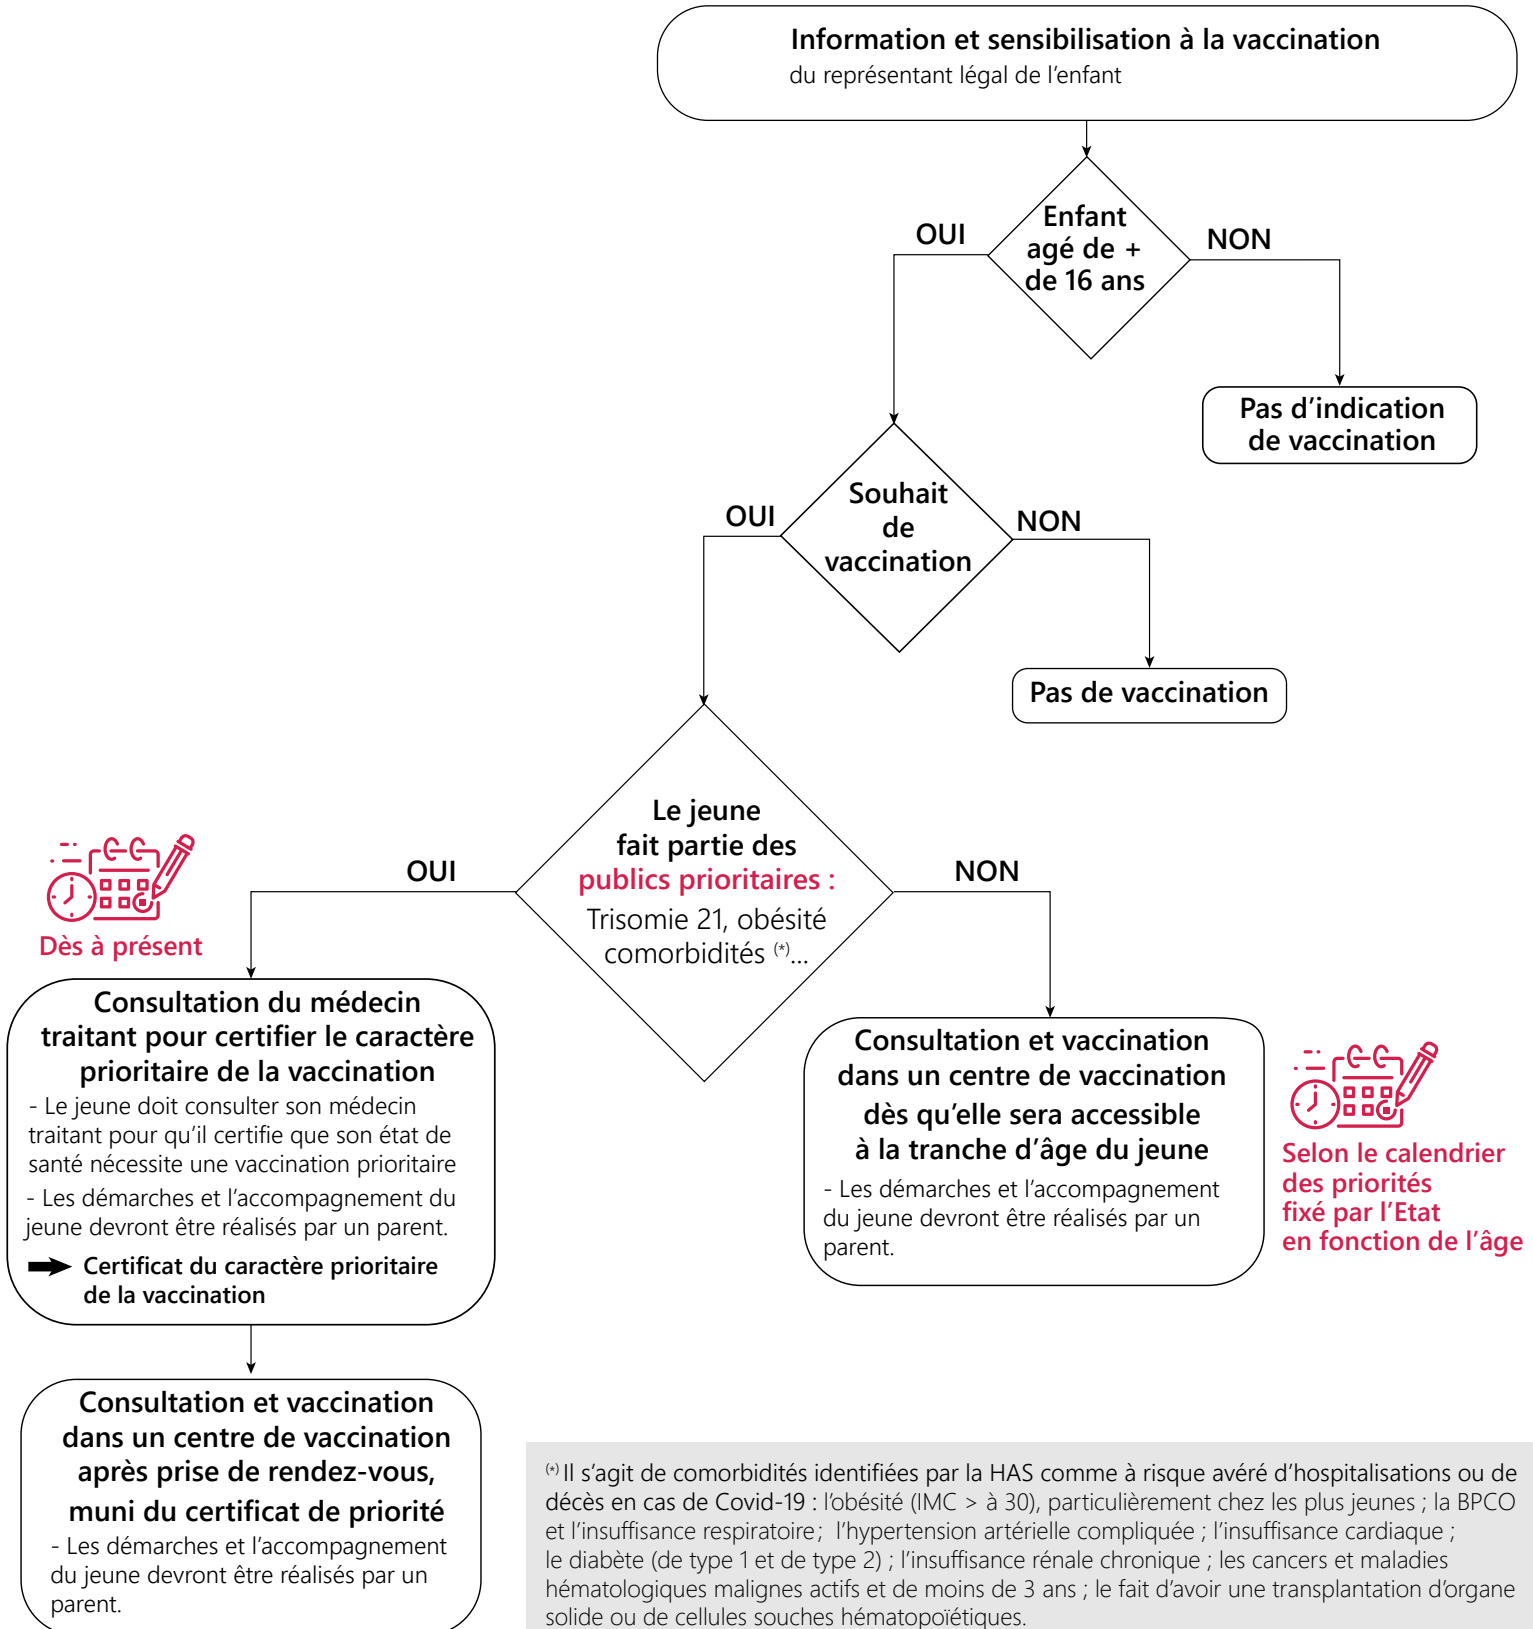 Information et sensibilisation à la vaccination
du représentant légal de l’enfant
Enfant
agé de +
de 16 ans
OUI
NON
Pas d’indication
de vaccination
Souhait
de
vaccination
OUI
NON
Pas de vaccination
Le jeune
fait partie des
publics prioritaires :
Trisomie 21, obésité
comorbidités (*)...
OUI
NON
Dès à présent
Consultation du médecin
traitant pour certifier le caractère
prioritaire de la vaccination
- Le jeune doit consulter son médecin
traitant pour qu’il certifie que son état de
santé nécessite une vaccination prioritaire
- Les démarches et l’accompagnement du
jeune devront être réalisés par un parent.
Certificat du caractère prioritaire
de la vaccination
Consultation et vaccination
dans un centre de vaccination
dès qu’elle sera accessible
à la tranche d’âge du jeune
- Les démarches et l’accompagnement
du jeune devront être réalisés par un
parent.
Selon le calendrier
des priorités
fixé par l’Etat
en fonction de l’âge
Consultation et vaccination
dans un centre de vaccination
après prise de rendez-vous,
muni du certificat de priorité
- Les démarches et l’accompagnement
du jeune devront être réalisés par un
parent.
(*) Il s’agit de comorbidités identifiées par la HAS comme à risque avéré d’hospitalisations ou de
décès en cas de Covid-19 : l’obésité (IMC > à 30), particulièrement chez les plus jeunes ; la BPCO
et l’insuffisance respiratoire ; l’hypertension artérielle compliquée ; l’insuffisance cardiaque ;
le diabète (de type 1 et de type 2) ; l’insuffisance rénale chronique ; les cancers et maladies
hématologiques malignes actifs et de moins de 3 ans ; le fait d’avoir une transplantation d’organe
solide ou de cellules souches hématopoïétiques.